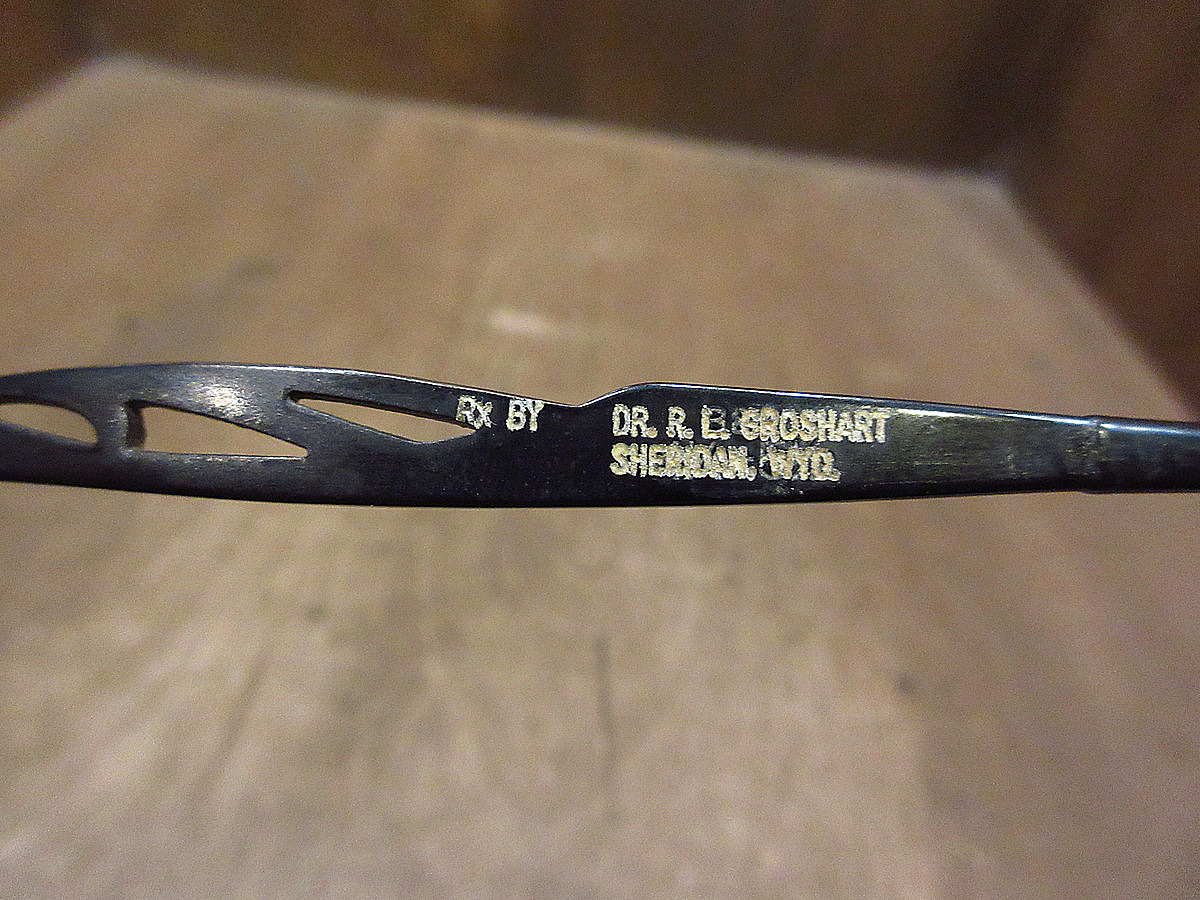 Rx BY
DR. R. E. GROSHART
SHERIDAN, WYO.